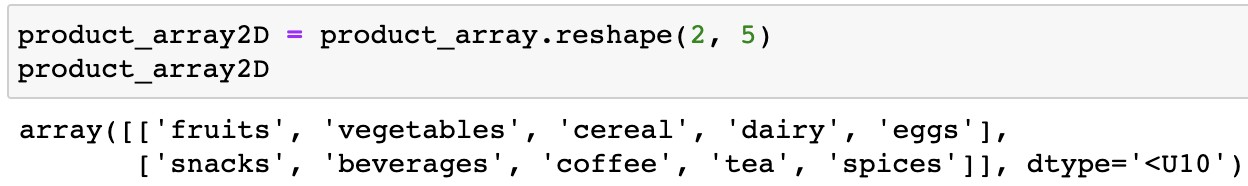 product_array2D = product_array.reshape(2, 5)
product_array2D
array([['fruits', 'vegetables', 'cereal', 'dairy', 'eggs'],
       ['snacks', 'beverages', 'coffee', 'tea', 'spices']], dtype='<U10')